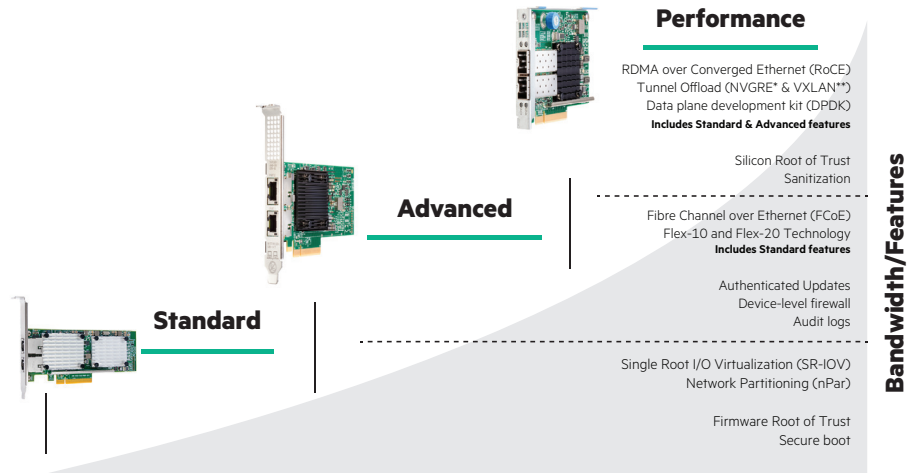 Performance
RDMA over Converged Ethernet (RoCE)
Tunnel Offload (NVGRE* & VXLAN**)
Data plane development kit (DPDK)
Includes Standard & Advanced features
Silicon Root of Trust
Sanitization
Advanced
Fibre Channel over Ethernet (FCoE)
Flex-10 and Flex-20 Technology
Includes Standard features
Authenticated Updates
Device-level firewall
Audit logs
Standard
Single Root I/O Virtualization (SR-IOV)
Network Partitioning (nPar)
Firmware Root of Trust
Secure boot
Bandwidth/Features